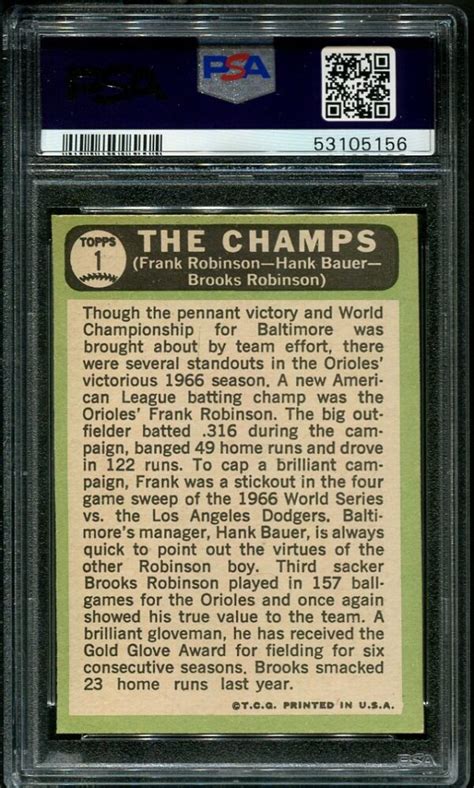 PSA
PSA
53105156
TOPPS
1
THE CHAMPS
(Frank Robinson—Hank Bauer—
Brooks Robinson)
Though the pennant victory and World
Championship for Baltimore was
brought about by team effort, there
were several standouts in the Orioles'
victorious 1966 season. A new Ameri-
can League batting champ was the
Orioles' Frank Robinson. The big out-
fielder batted .316 during the cam-
paign, banged 49 home runs and drove
in 122 runs. To cap a brilliant cam-
paign, Frank was a stickout in the four
game sweep of the 1966 World Series
vs. the Los Angeles Dodgers. Balti-
more's manager, Hank Bauer, is always
quick to point out the virtues of the
other Robinson boy. Third sacker
Brooks Robinson played in 157 ball-
games for the Orioles and once again
showed his true value to the team. A
brilliant gloveman, he has received the
Gold Glove Award for fielding for six
consecutive seasons. Brooks smacked
23 home runs last year.
©T.C.G. PRINTED IN U.S.A.
PSA